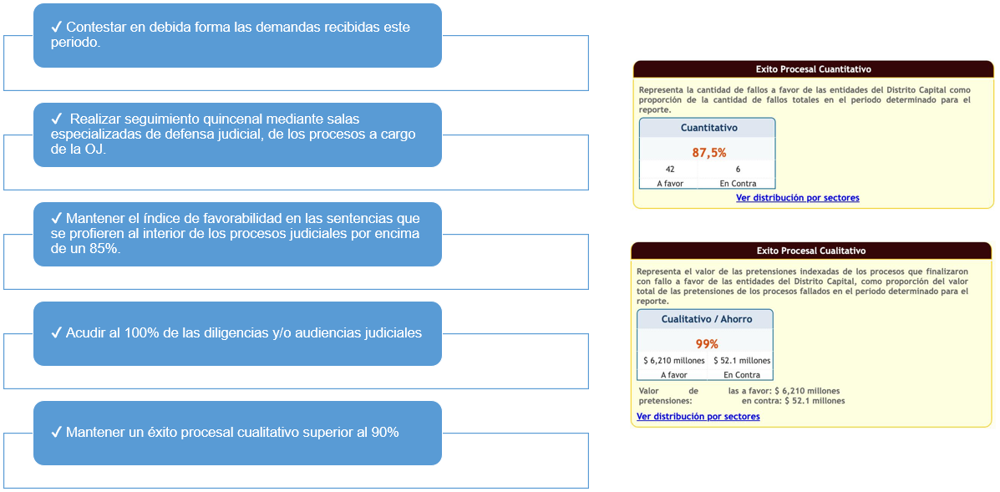 ✓ Contestar en debida forma las demandas recibidas este
periodo.
✓ Realizar seguimiento quincenal mediante salas
especializadas de defensa judicial, de los procesos a cargo
de la OJ.
✓ Mantener el índice de favorabilidad en las sentencias que
se profieren al interior de los procesos judiciales por encima
de un 85%.
✓ Acudir al 100% de las diligencias y/o audiencias judiciales
✓ Mantener un éxito procesal cualitativo superior al 90%
Exito Procesal Cuantitativo
Representa la cantidad de fallos a favor de las entidades del Distrito Capital como
proporción de la cantidad de fallos totales en el periodo determinado para el
reporte.
Cuantitativo
87,5%
42 6
A favor En Contra
Ver distribución por sectores
Exito Procesal Cualitativo
Representa el valor de las pretensiones indexadas de los procesos que finalizaron
con fallo a favor de las entidades del Distrito Capital, como proporción del valor
total de las pretensiones de los procesos fallados en el periodo determinado para el
reporte.
Cualitativo / Ahorro
99%
$ 6,210 millones $ 52.1 millones
A favor En Contra
Valor de las a favor: $ 6,210 millones
pretensiones: en contra: $ 52.1 millones
Ver distribución por sectores